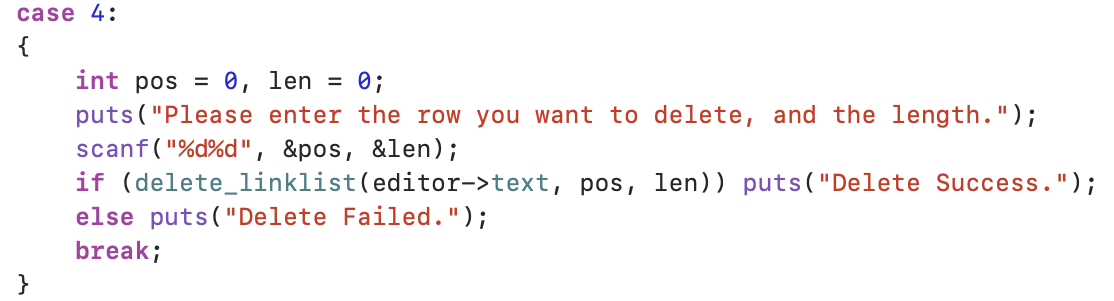 case 4:
{
    int pos = 0, len = 0;
    puts("Please enter the row you want to delete, and the length.");
    scanf("%d%d", &pos, &len);
    if (delete_linklist(editor->text, pos, len)) puts("Delete Success.");
    else puts("Delete Failed.");
    break;
}